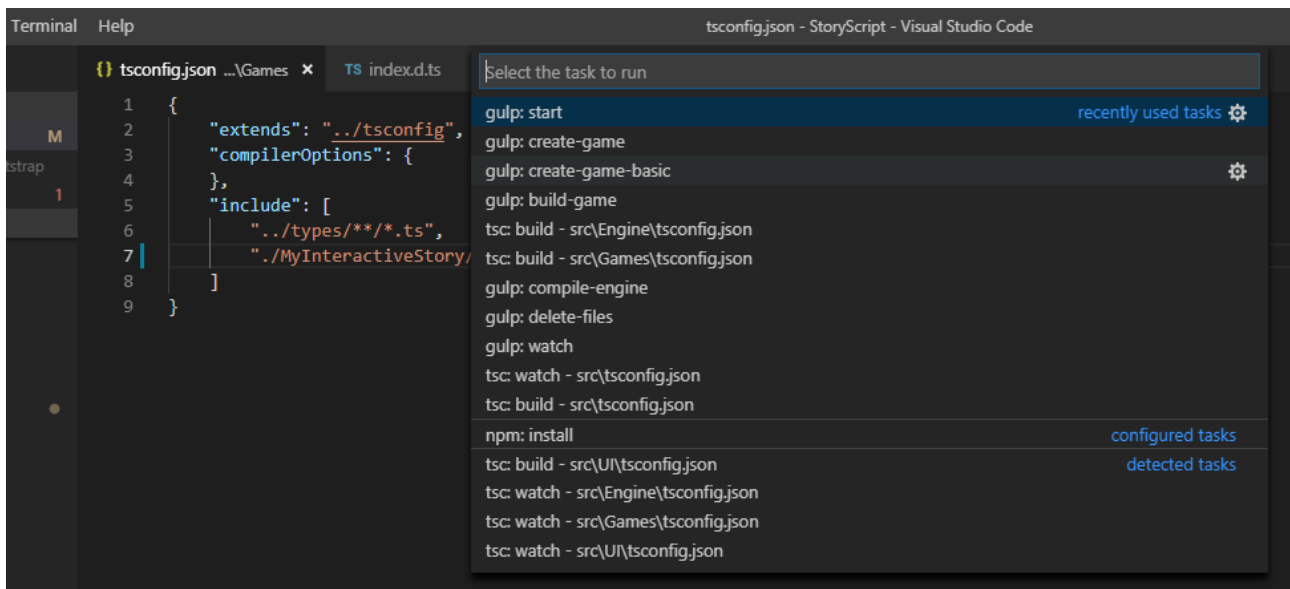 Terminal Help tsconfig.json - StoryScript - Visual Studio Code
{} tsconfig.json ...\Games × TS index.d.ts
Select the task to run
1 {
2 "extends": "../tsconfig",
3 "compilerOptions": {
4 },
5 "include": [
6 "../types/**/*.ts",
7 "./MyInteractiveStory/
8 ]
9 }
M
tstrap
1
gulp: start recently used tasks
gulp: create-game
gulp: create-game-basic
gulp: build-game
tsc: build - src\Engine\tsconfig.json
tsc: build - src\Games\tsconfig.json
gulp: compile-engine
gulp: delete-files
gulp: watch
tsc: watch - src\tsconfig.json
tsc: build - src\tsconfig.json
npm: install configured tasks
tsc: build - src\UI\tsconfig.json detected tasks
tsc: watch - src\Engine\tsconfig.json
tsc: watch - src\Games\tsconfig.json
tsc: watch - src\UI\tsconfig.json